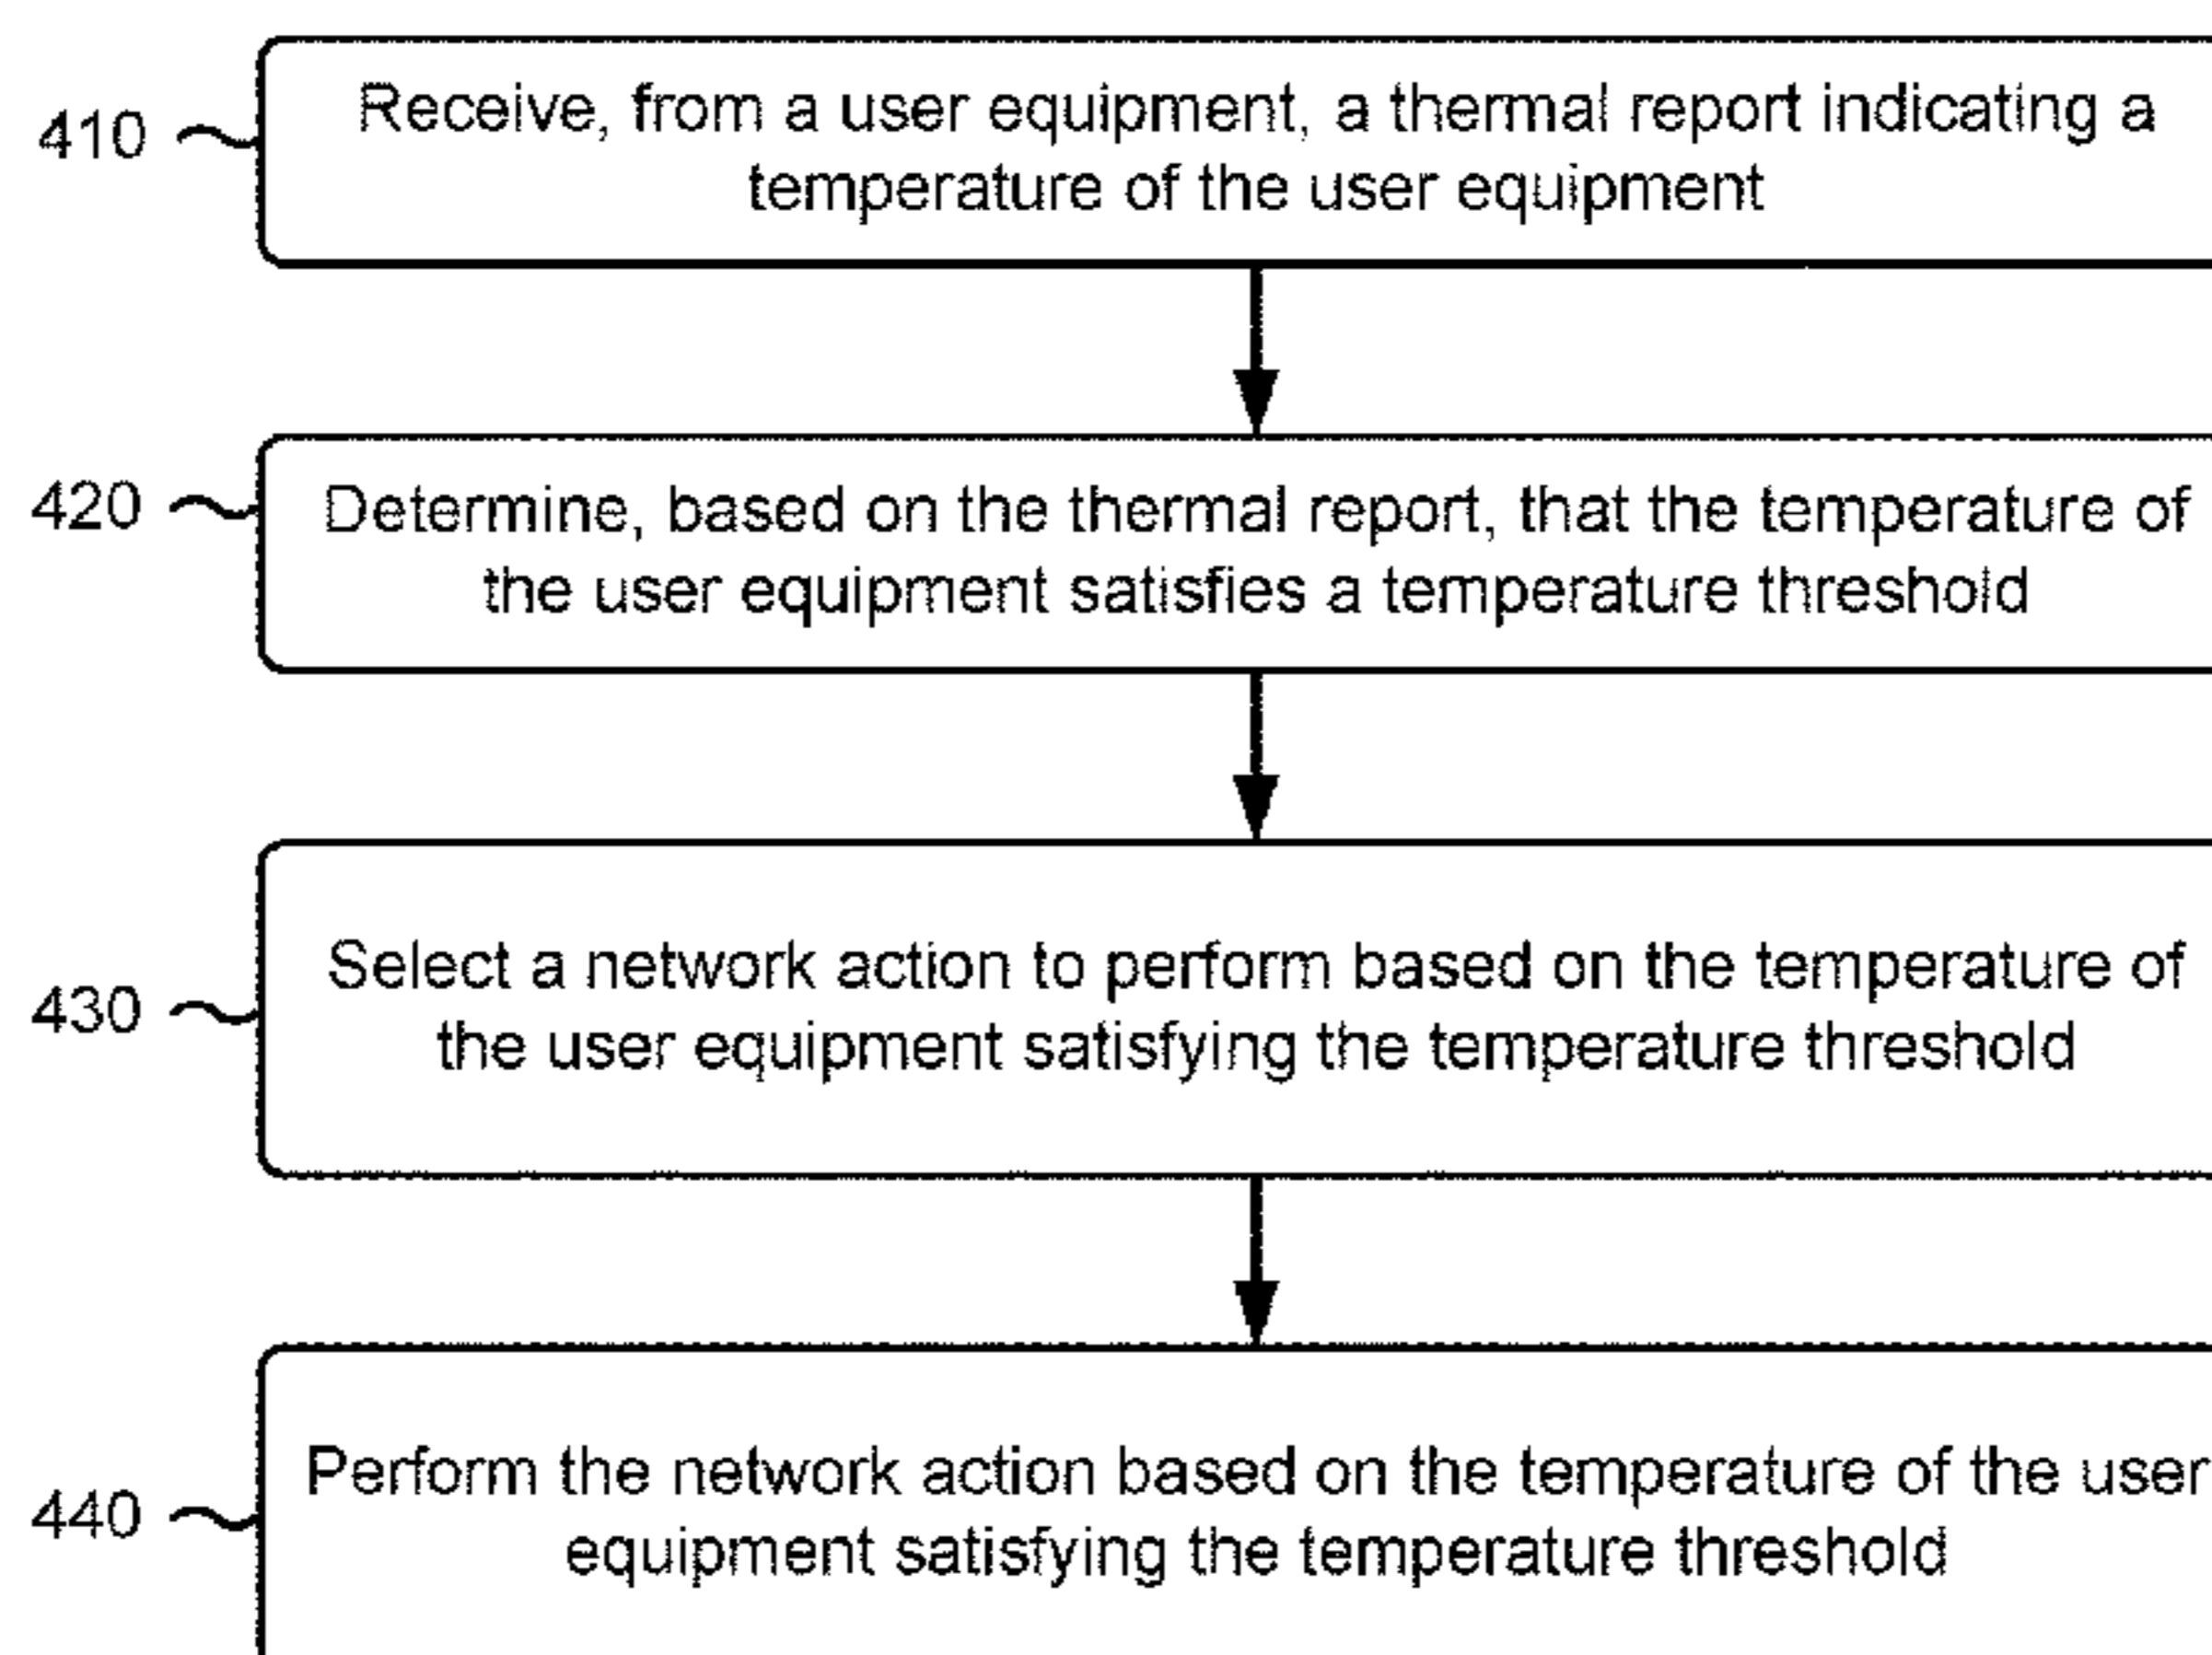 410
Receive, from a user equipment, a thermal report indicating a
temperature of the user equipment
420
Determine, based on the thermal report, that the temperature of
the user equipment satisfies a temperature threshold
430
Select a network action to perform based on the temperature of
the user equipment satisfying the temperature threshold
440
Perform the network action based on the temperature of the user
equipment satisfying the temperature threshold